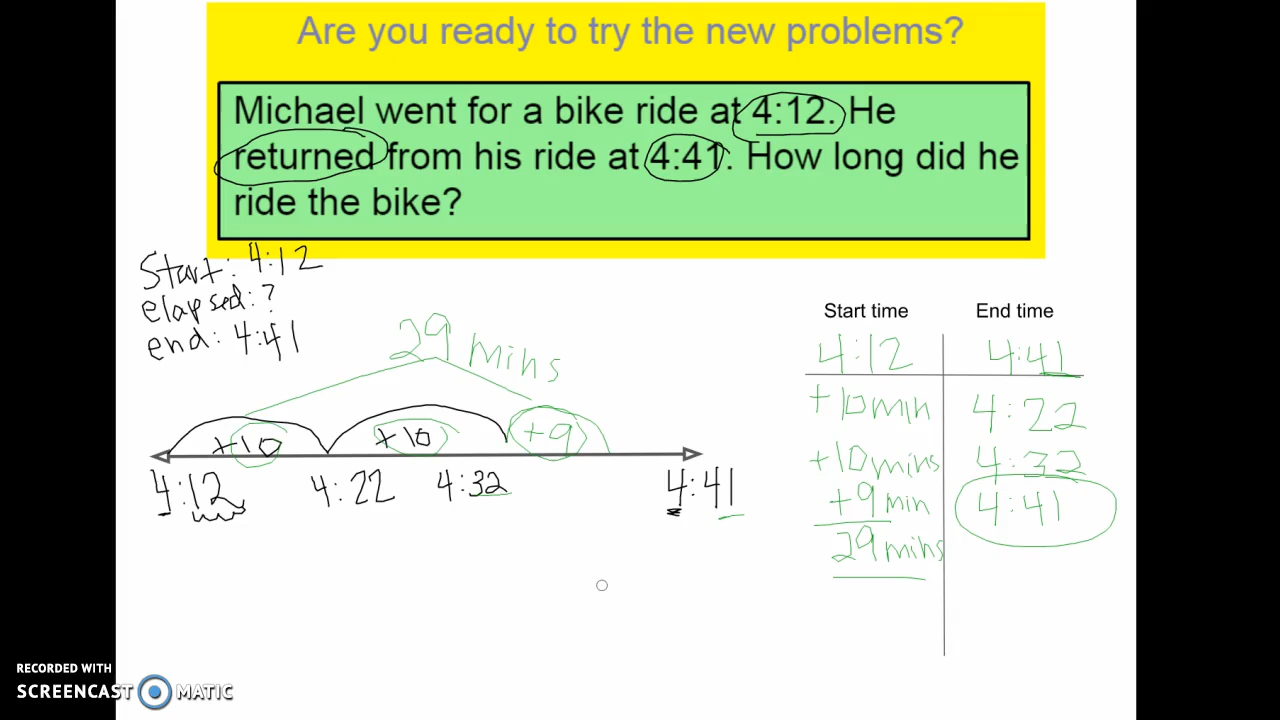 Are you ready to try the new problems?
Michael went for a bike ride at 4:12. He
returned from his ride at 4:41. How long did he
ride the bike?
Start: 4:12
elapsed: ?
end: 4:41
29 mins
+10 +10 +9
4:12 4:22 4:32 4:41
Start time End time
4:12 4:41
+10min 4:22
+10mins 4:32
+9min 4:41
29mins
RECORDED WITH
SCREENCAST MATIC